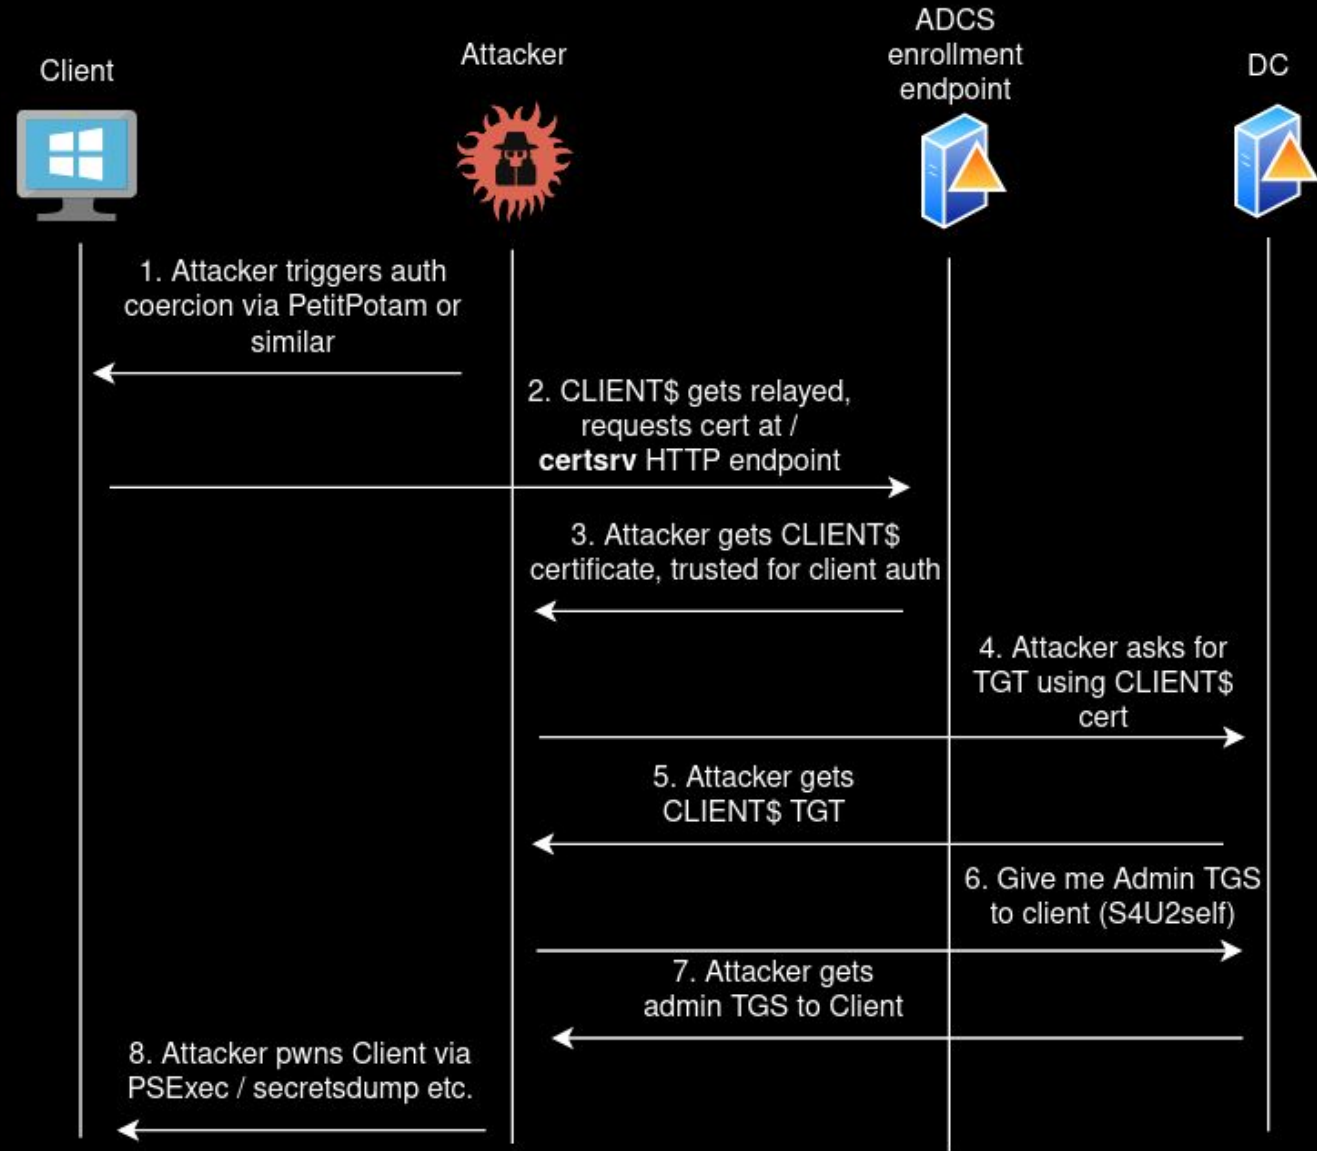 Client
Attacker
ADCS
enrollment
endpoint
DC
1. Attacker triggers auth
coercion via PetitPotam or
similar
2. CLIENT$ gets relayed,
requests cert at /
certsrv HTTP endpoint
3. Attacker gets CLIENT$
certificate, trusted for client auth
4. Attacker asks for
TGT using CLIENT$
cert
5. Attacker gets
CLIENT$ TGT
6. Give me Admin TGS
to client (S4U2self)
7. Attacker gets
admin TGS to Client
8. Attacker pwns Client via
PSExec / secretsdump etc.